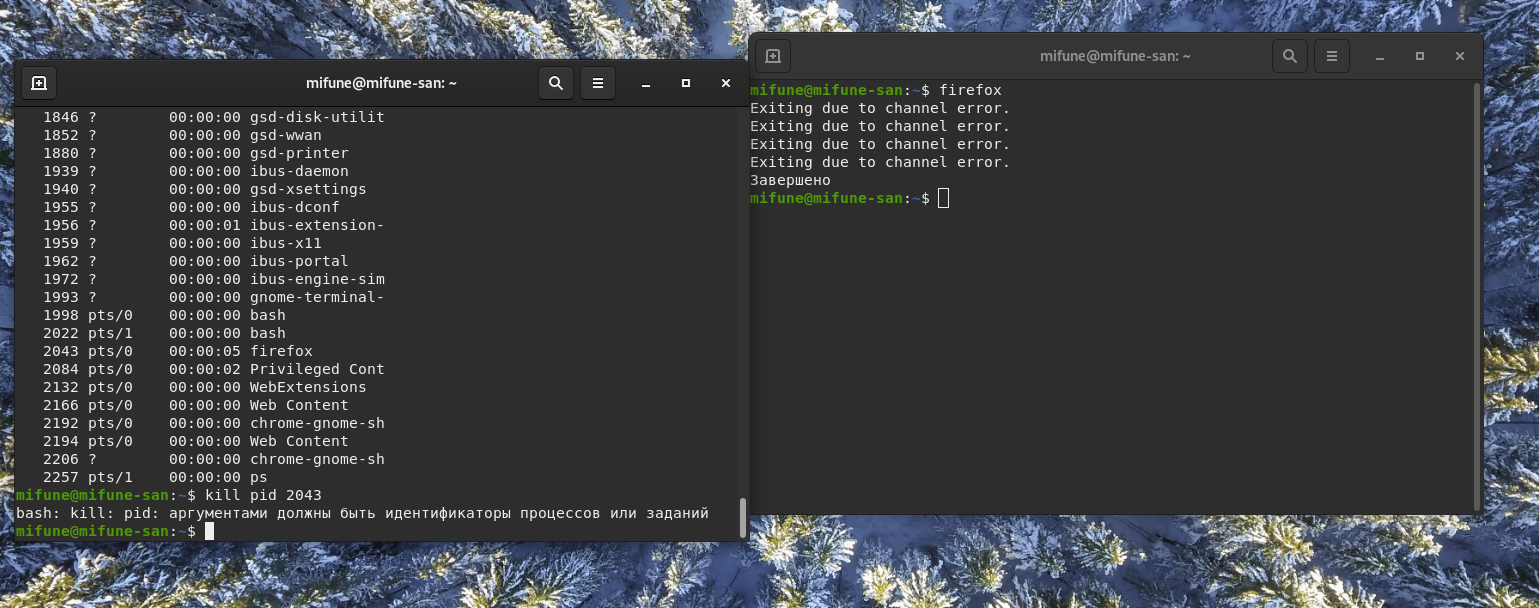 mifune@mifune-san: ~
1846 ?        00:00:00 gsd-disk-utilit
1852 ?        00:00:00 gsd-wwan
1880 ?        00:00:00 gsd-printer
1939 ?        00:00:00 ibus-daemon
1940 ?        00:00:00 gsd-xsettings
1955 ?        00:00:00 ibus-dconf
1956 ?        00:00:01 ibus-extension-
1959 ?        00:00:00 ibus-x11
1962 ?        00:00:00 ibus-portal
1972 ?        00:00:00 ibus-engine-sim
1993 ?        00:00:00 gnome-terminal-
1998 pts/0    00:00:00 bash
2022 pts/1    00:00:00 bash
2043 pts/0    00:00:05 firefox
2084 pts/0    00:00:02 Privileged Cont
2132 pts/0    00:00:00 WebExtensions
2166 pts/0    00:00:00 Web Content
2192 pts/0    00:00:00 chrome-gnome-sh
2194 pts/0    00:00:00 Web Content
2206 ?        00:00:00 chrome-gnome-sh
2257 pts/1    00:00:00 ps
mifune@mifune-san:~$ kill pid 2043
bash: kill: pid: аргументами должны быть идентификаторы процессов или заданий
mifune@mifune-san:~$
mifune@mifune-san: ~
mifune@mifune-san:~$ firefox
Exiting due to channel error.
Exiting due to channel error.
Exiting due to channel error.
Exiting due to channel error.
Завершено
mifune@mifune-san:~$